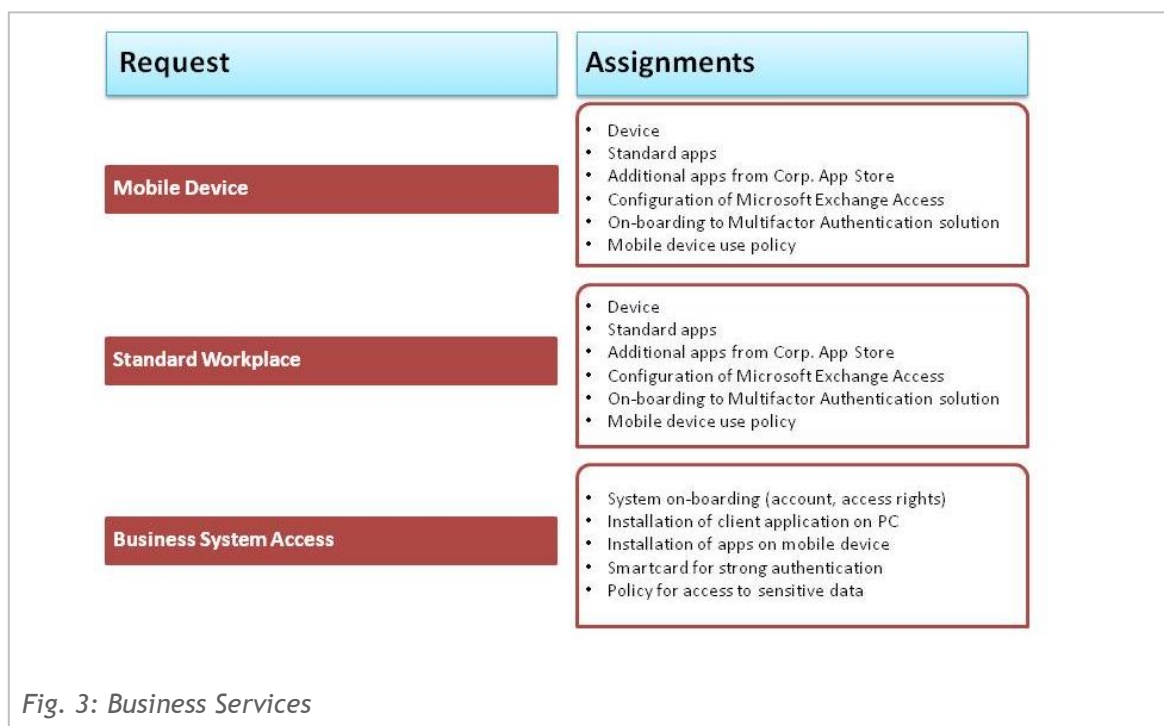 Request
Assignments
Mobile Device
• Device
• Standard apps
• Additional apps from Corp. App Store
• Configuration of Microsoft Exchange Access
• On-boarding to Multifactor Authentication solution
• Mobile device use policy
Standard Workplace
• Device
• Standard apps
• Additional apps from Corp. App Store
• Configuration of Microsoft Exchange Access
• On-boarding to Multifactor Authentication solution
• Mobile device use policy
Business System Access
• System on-boarding (account, access rights)
• Installation of client application on PC
• Installation of apps on mobile device
• Smartcard for strong authentication
• Policy for access to sensitive data
Fig. 3: Business Services